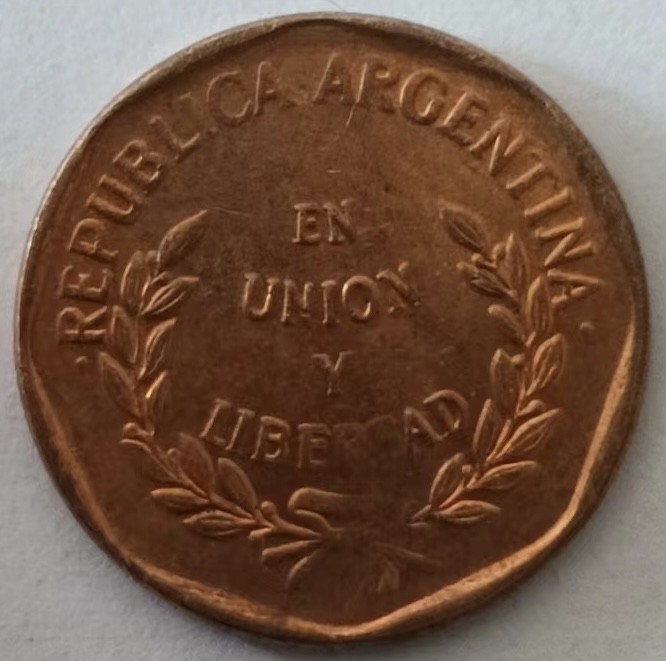 · REPUBLICA ARGENTINA ·
EN
UNION
Y
LIBERTAD